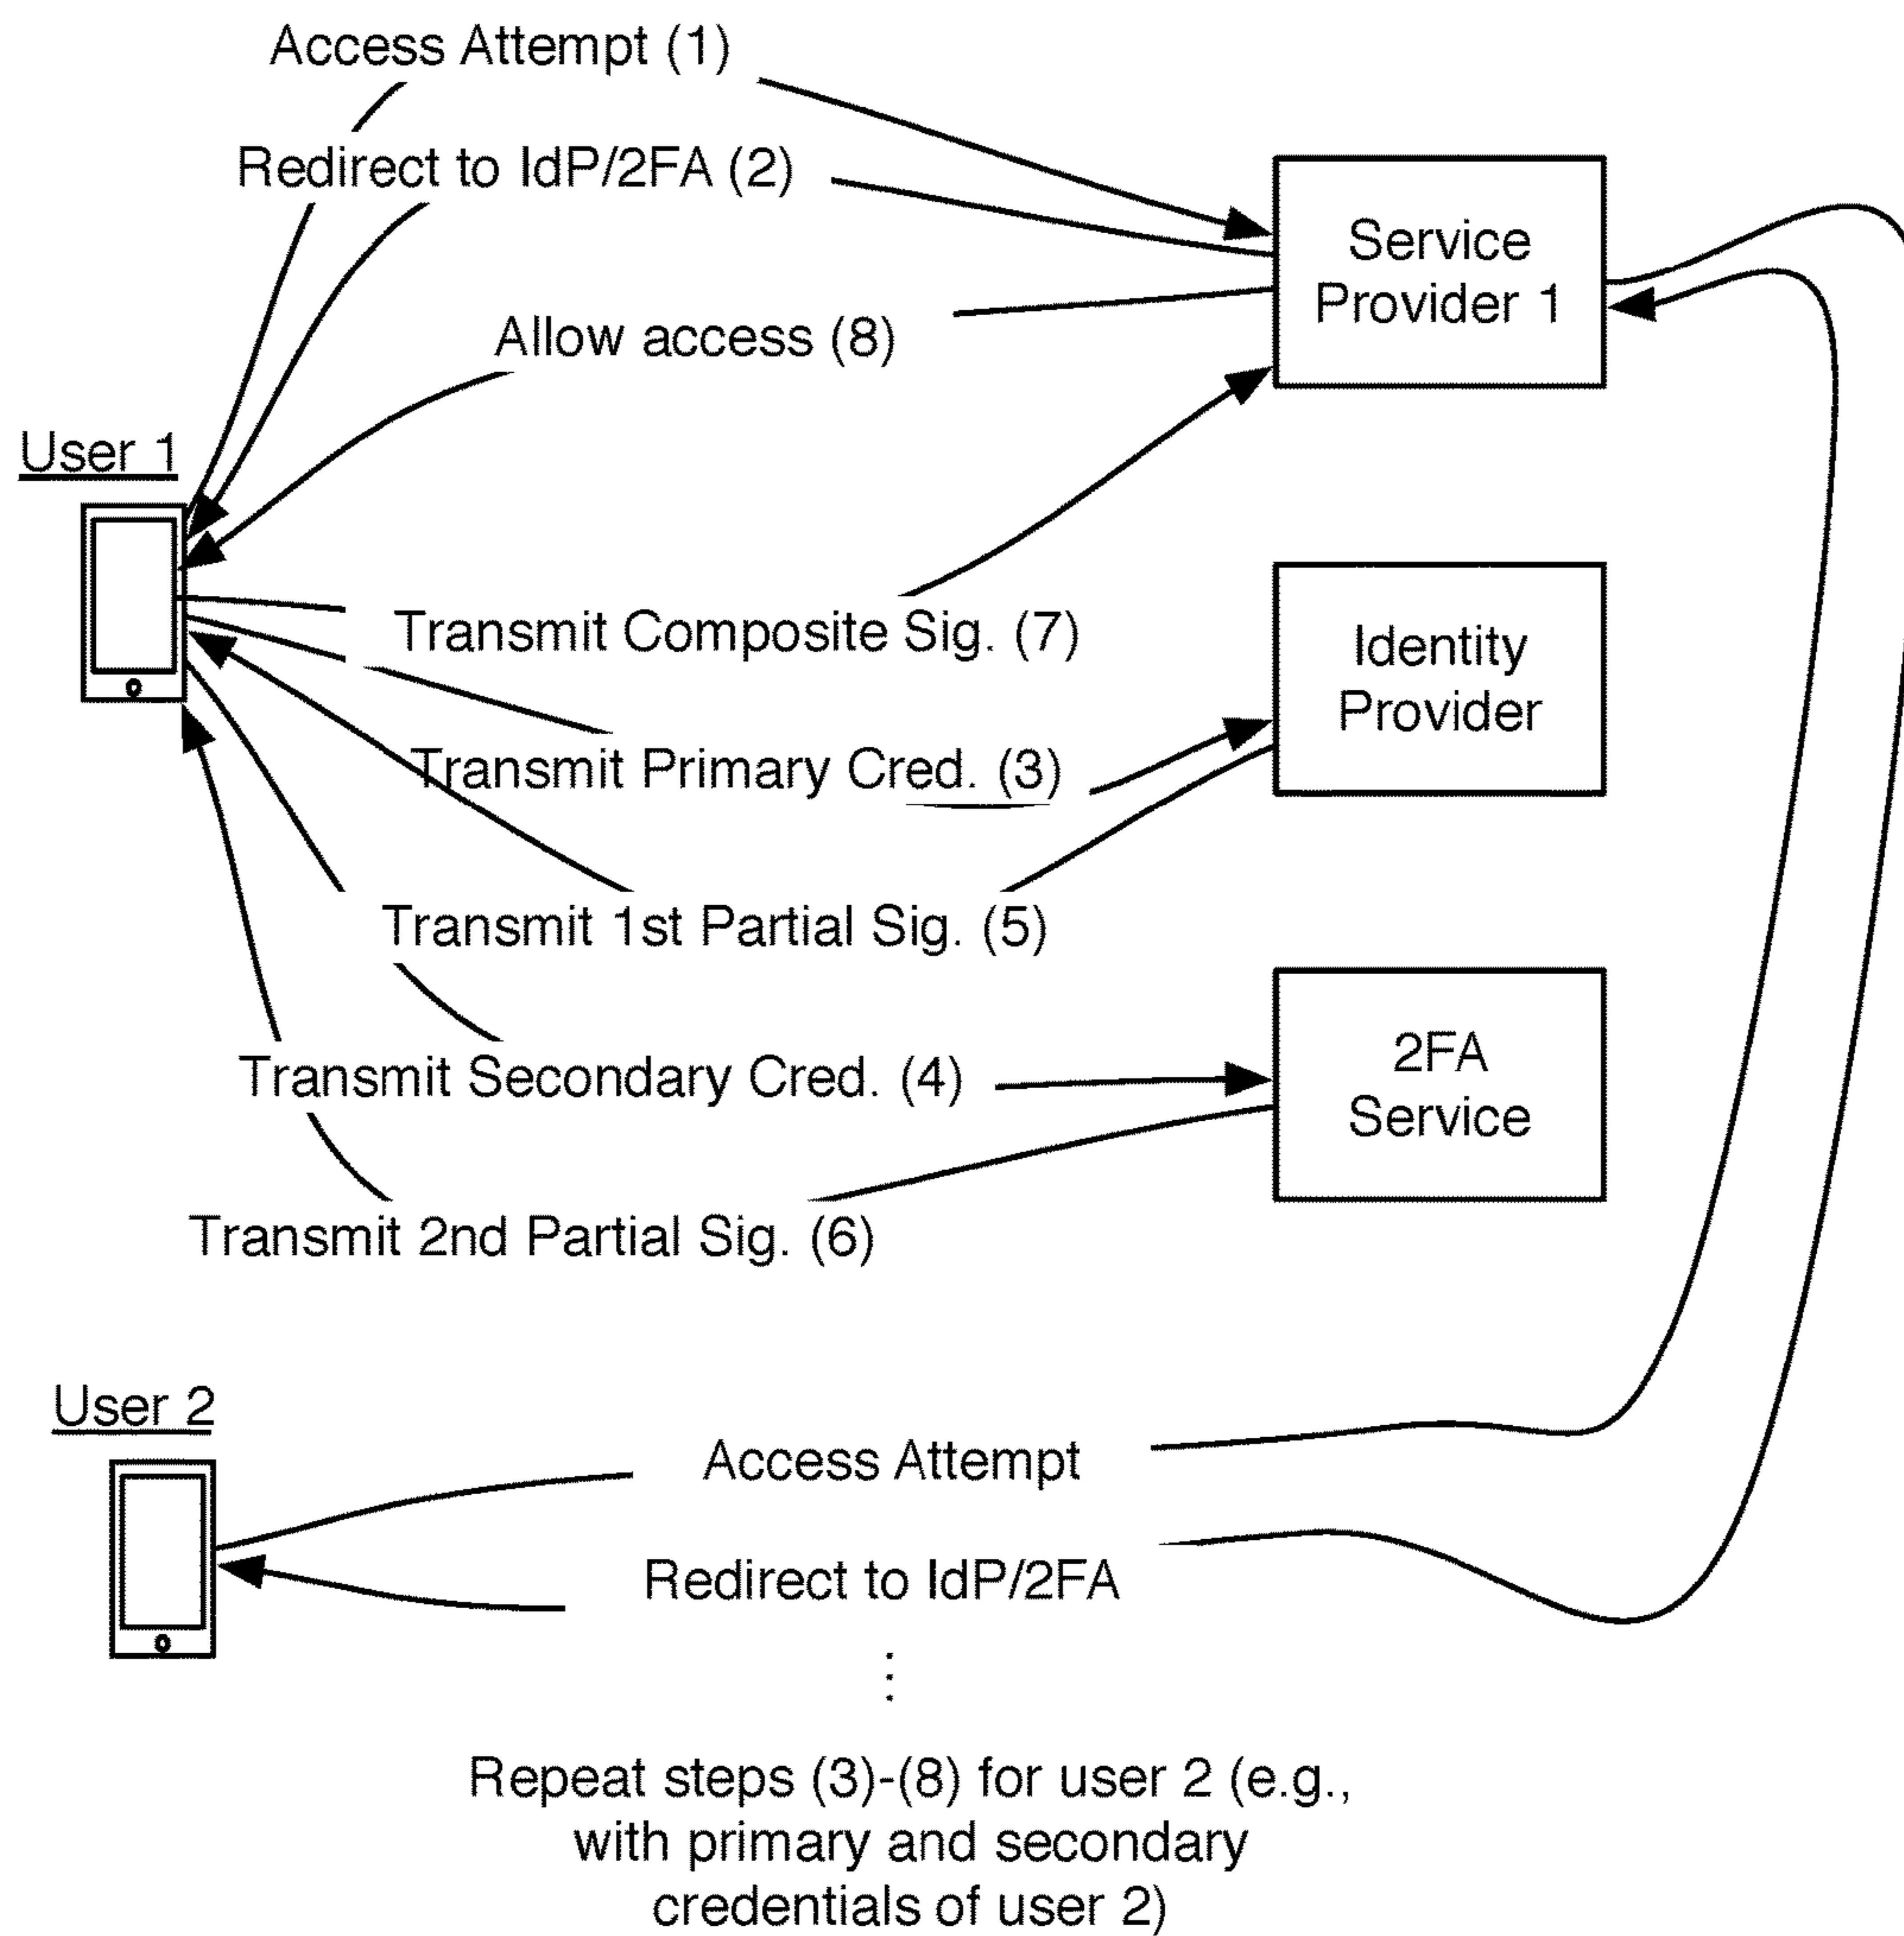 Access Attempt (1)
Redirect to IdP/2FA (2)
Service
Provider 1
Allow access (8)
User 1
Transmit Composite Sig. (7)
Identity
Provider
Transmit Primary Cred. (3)
Transmit 1st Partial Sig. (5)
Transmit Secondary Cred. (4)
2FA
Service
Transmit 2nd Partial Sig. (6)
User 2
Access Attempt
Redirect to IdP/2FA
⋮
Repeat steps (3)-(8) for user 2 (e.g.,
with primary and secondary
credentials of user 2)